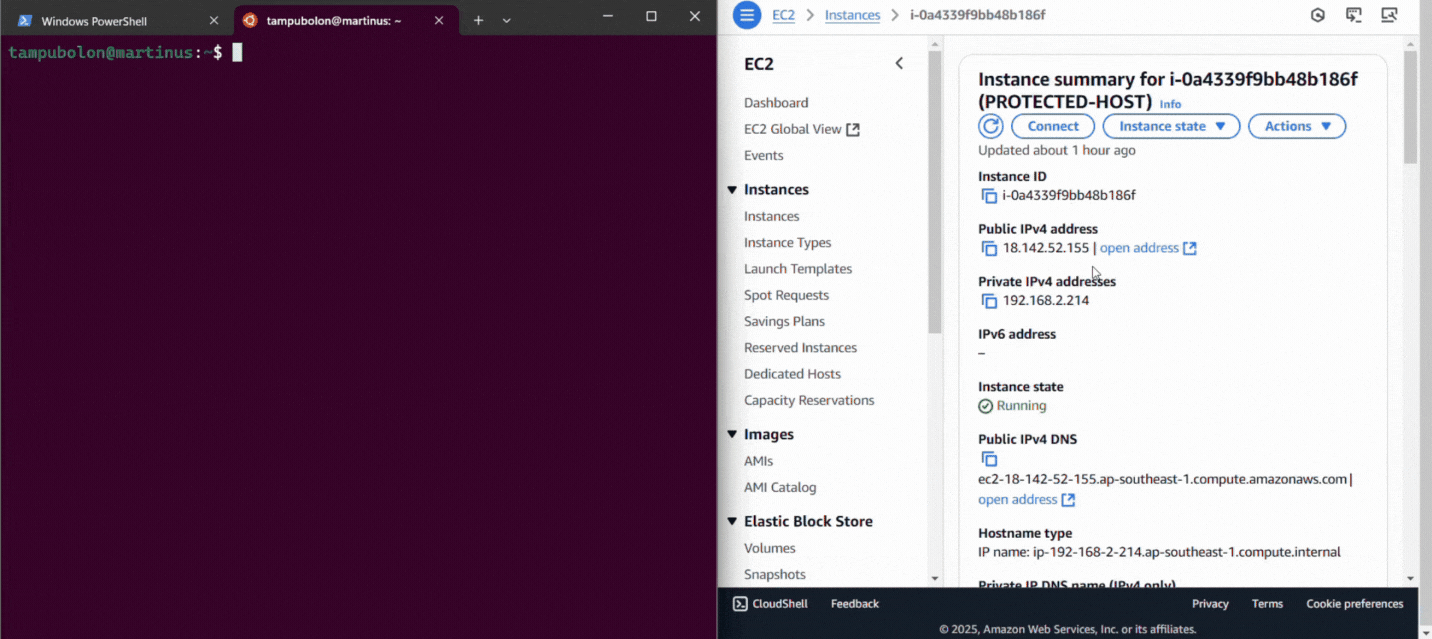 Windows PowerShell
tampubolon@martinus: ~
tampubolon@martinus:~$
EC2 > Instances > i-0a4339f9bb48b186f
EC2
Dashboard
EC2 Global View
Events
Instances
Instances
Instance Types
Launch Templates
Spot Requests
Savings Plans
Reserved Instances
Dedicated Hosts
Capacity Reservations
Images
AMIs
AMI Catalog
Elastic Block Store
Volumes
Snapshots
Instance summary for i-0a4339f9bb48b186f
(PROTECTED-HOST) Info
Connect
Instance state
Actions
Updated about 1 hour ago
Instance ID
i-0a4339f9bb48b186f
Public IPv4 address
18.142.52.155 | open address
Private IPv4 addresses
192.168.2.214
IPv6 address
–
Instance state
Running
Public IPv4 DNS
ec2-18-142-52-155.ap-southeast-1.compute.amazonaws.com |
open address
Hostname type
IP name: ip-192-168-2-214.ap-southeast-1.compute.internal
Private IP DNS name (IPv4 only)
CloudShell
Feedback
Privacy
Terms
Cookie preferences
© 2025, Amazon Web Services, Inc. or its affiliates.